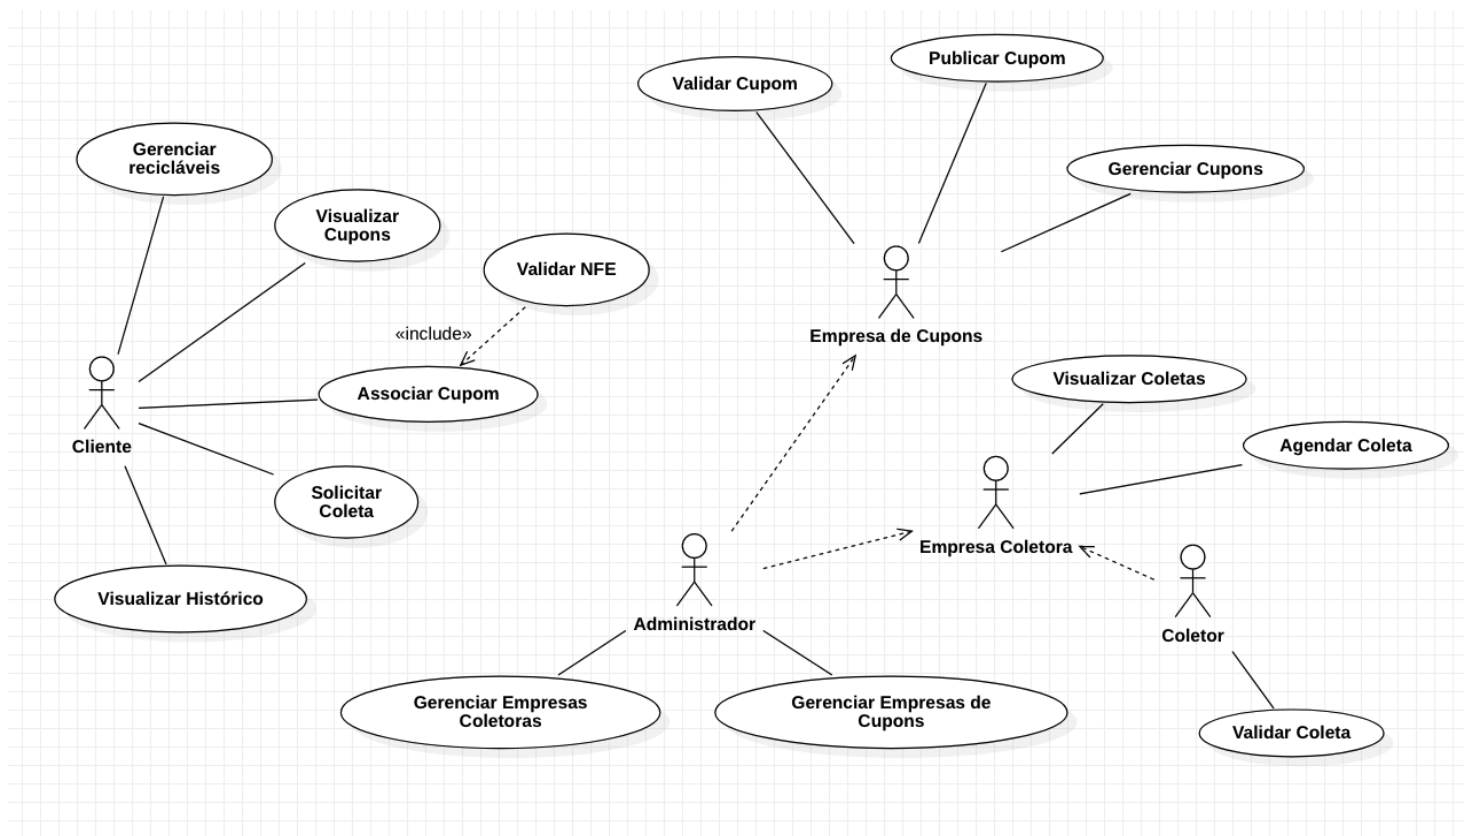 Publicar Cupom
Validar Cupom
Gerenciar
recicláveis
Gerenciar Cupons
Visualizar
Cupons
Validar NFE
«include»
Empresa de Cupons
Visualizar Coletas
Associar Cupom
Cliente
Agendar Coleta
Solicitar
Coleta
Empresa Coletora
Visualizar Histórico
Administrador
Coletor
Gerenciar Empresas
Coletoras
Gerenciar Empresas de
Cupons
Validar Coleta